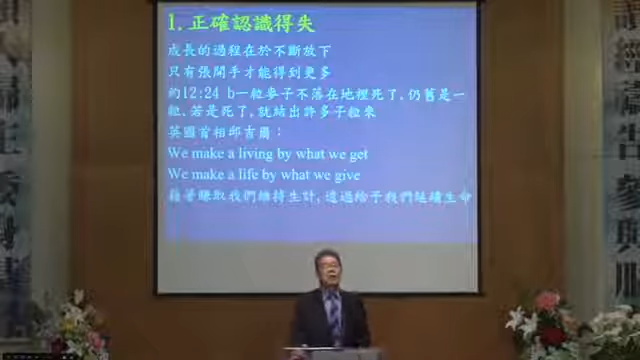 1. 正確認識得失
成長的過程在於不斷放下
只有張開手才能得到更多
約12:24 b一粒麥子不落在地裡死了,仍舊是一
粒,若是死了,就結出許多子粒來
英國首相邱吉爾：
We make a living by what we get
We make a life by what we give
藉著賺取我們維持生計,透過給予我們延續生命